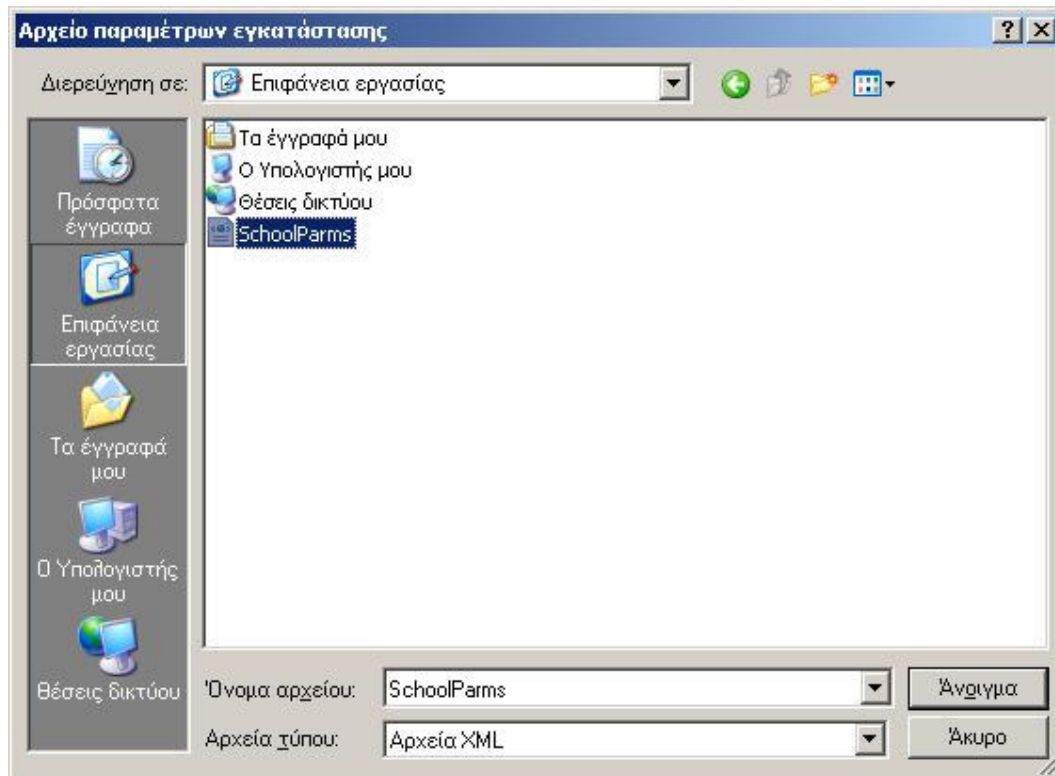 Αρχείο παραμέτρων εγκατάστασης
Διερεύνηση σε:
Επιφάνεια εργασίας
Πρόσφατα
έγγραφα
Επιφάνεια
εργασίας
Τα έγγραφά
μου
Ο Υπολογιστής
μου
Θέσεις δικτύου
Τα έγγραφά μου
Ο Υπολογιστής μου
Θέσεις δικτύου
SchoolParms
Όνομα αρχείου:
SchoolParms
Άνοιγμα
Αρχεία τύπου:
Αρχεία XML
Άκυρο